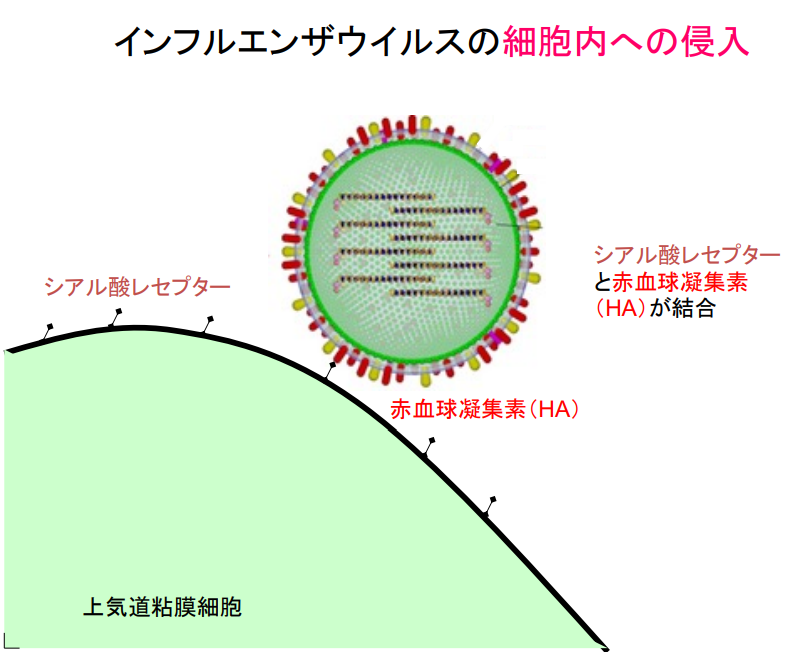 インフルエンザウイルスの細胞内への侵入
シアル酸レセプター
シアル酸レセプター
と赤血球凝集素
（HA）が結合
赤血球凝集素（HA）
上気道粘膜細胞